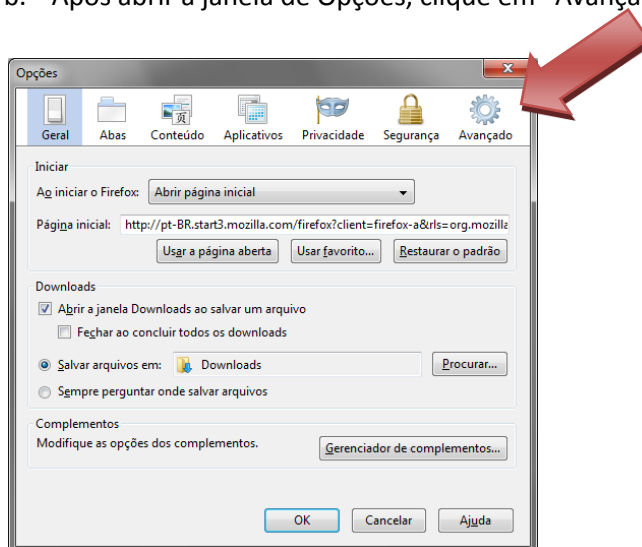 b. Após abrir a janela de Opções, clique em "Avança
Opções
Geral Abas Conteúdo Aplicativos Privacidade Segurança Avançado
Iniciar
Ao iniciar o Firefox: Abrir página inicial
Página inicial: http://pt-BR.start3.mozilla.com/firefox?client=firefox-a&rls=org.mozilla
Usar a página aberta Usar favorito... Restaurar o padrão
Downloads
Abrir a janela Downloads ao salvar um arquivo
Fechar ao concluir todos os downloads
Salvar arquivos em: Downloads Procurar...
Sempre perguntar onde salvar arquivos
Complementos
Modifique as opções dos complementos. Gerenciador de complementos...
OK Cancelar Ajuda